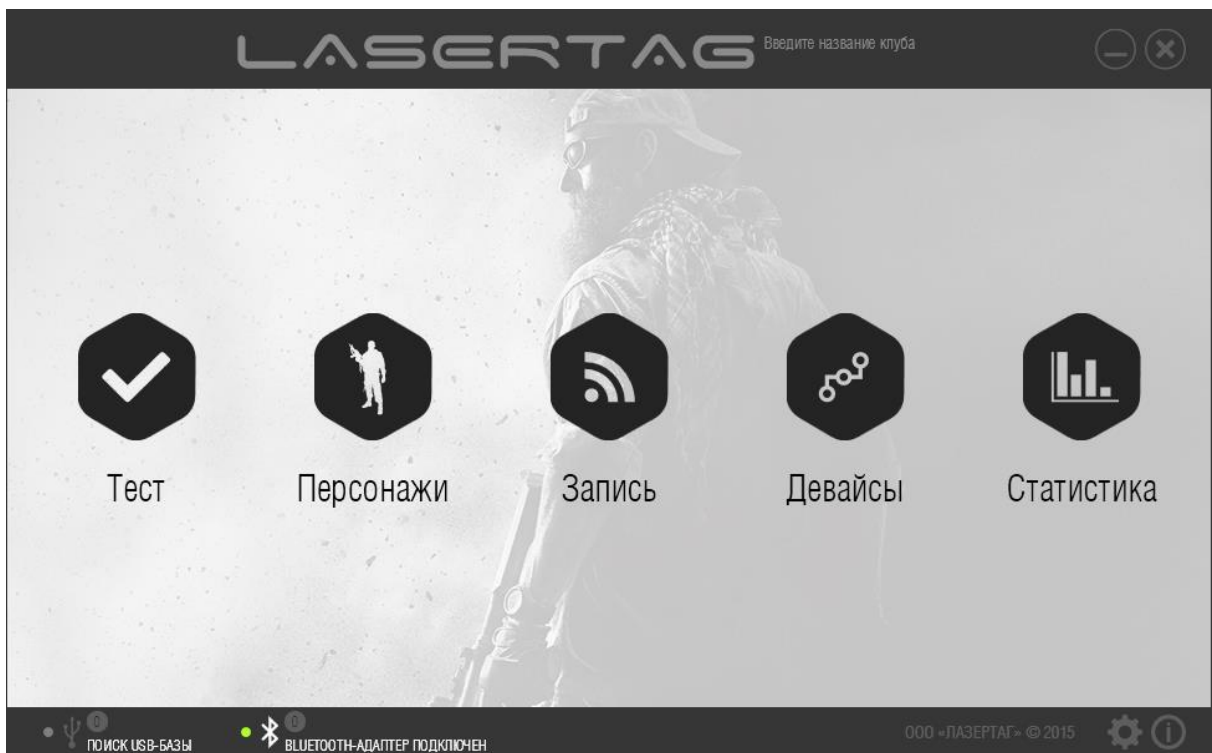 LASERTAG
Введите название клуба
Тест
Персонажи
Запись
Девайсы
Статистика
0
ПОИСК USB-БАЗЫ
0
BLUETOOTH-АДАПТЕР ПОДКЛЮЧЕН
ООО «ЛАЗЕРТАГ» © 2015